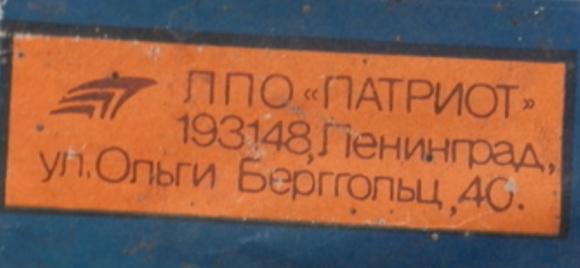 ЛПО «ПАТРИОТ»
193148, Ленинград,
ул. Ольги Берггольц, 40.